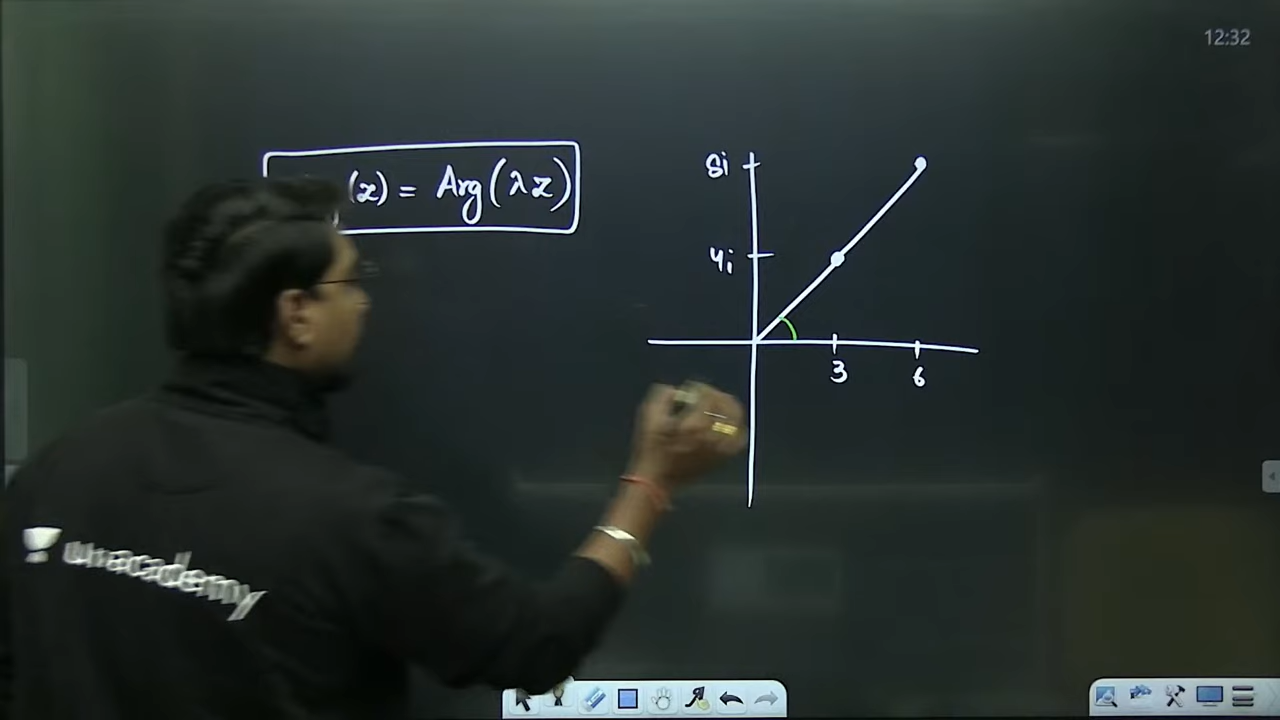 12:32
(z) = Arg(λz)
8i
4i
3 6
unacademy